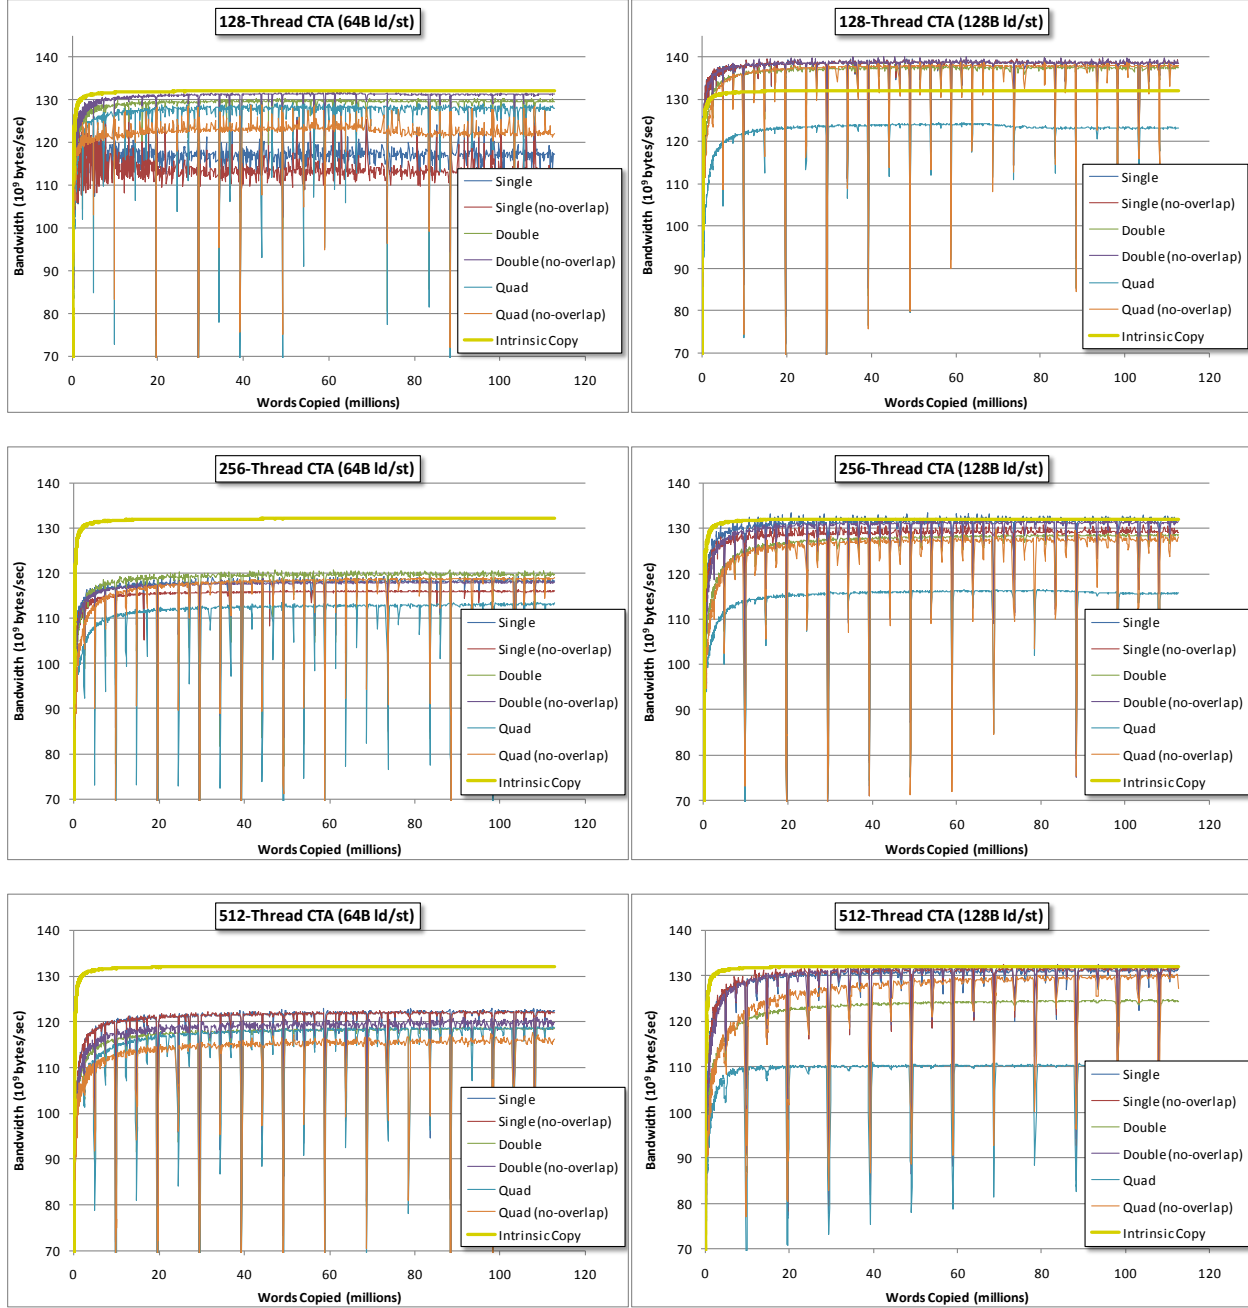 128-Thread CTA (64B ld/st)
Bandwidth (10⁹ bytes/sec)
140
130
120
110
100
90
80
70
0 20 40 60 80 100 120
Words Copied (millions)
Single
Single (no-overlap)
Double
Double (no-overlap)
Quad
Quad (no-overlap)
Intrinsic Copy
128-Thread CTA (128B ld/st)
Bandwidth (10⁹ bytes/sec)
140
130
120
110
100
90
80
70
0 20 40 60 80 100 120
Words Copied (millions)
Single
Single (no-overlap)
Double
Double (no-overlap)
Quad
Quad (no-overlap)
Intrinsic Copy
256-Thread CTA (64B ld/st)
Bandwidth (10⁹ bytes/sec)
140
130
120
110
100
90
80
70
0 20 40 60 80 100 120
Words Copied (millions)
Single
Single (no-overlap)
Double
Double (no-overlap)
Quad
Quad (no-overlap)
Intrinsic Copy
256-Thread CTA (128B ld/st)
Bandwidth (10⁹ bytes/sec)
140
130
120
110
100
90
80
70
0 20 40 60 80 100 120
Words Copied (millions)
Single
Single (no-overlap)
Double
Double (no-overlap)
Quad
Quad (no-overlap)
Intrinsic Copy
512-Thread CTA (64B ld/st)
Bandwidth (10⁹ bytes/sec)
140
130
120
110
100
90
80
70
0 20 40 60 80 100 120
Words Copied (millions)
Single
Single (no-overlap)
Double
Double (no-overlap)
Quad
Quad (no-overlap)
Intrinsic Copy
512-Thread CTA (128B ld/st)
Bandwidth (10⁹ bytes/sec)
140
130
120
110
100
90
80
70
0 20 40 60 80 100 120
Words Copied (millions)
Single
Single (no-overlap)
Double
Double (no-overlap)
Quad
Quad (no-overlap)
Intrinsic Copy